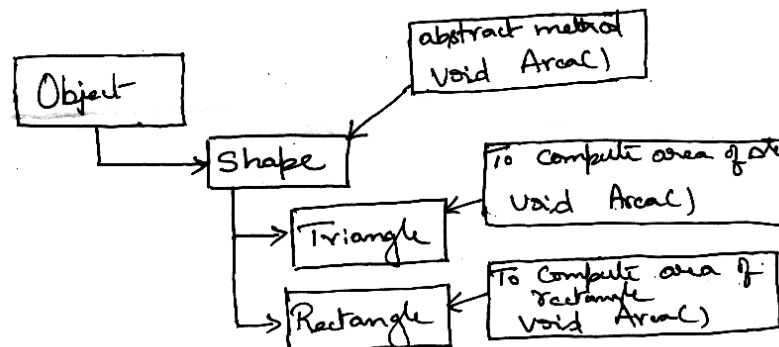 abstract method
void Area()
Object
Shape
To compute area of
void Area()
Triangle
To compute area of
rectangle
void Area()
Rectangle